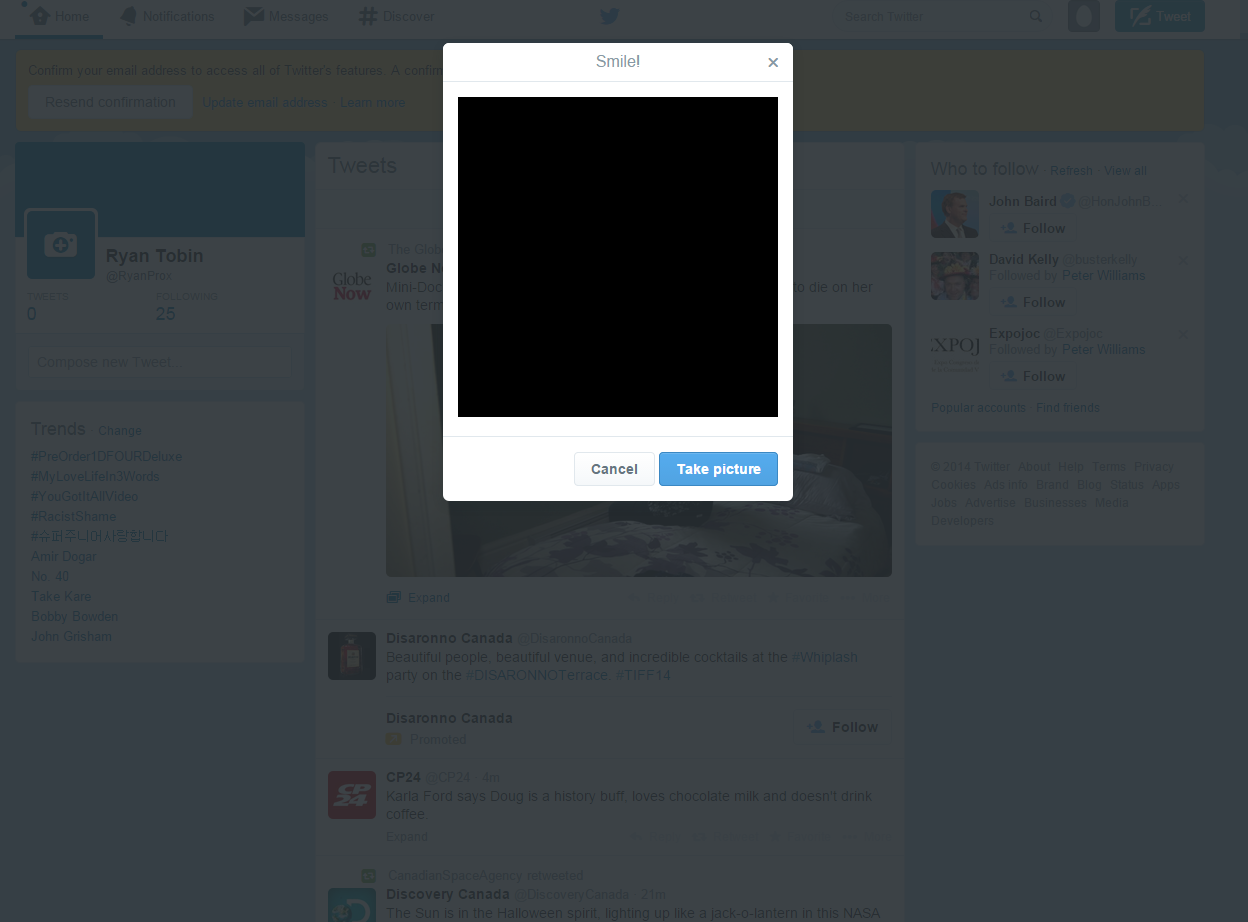 Home
Notifications
Messages
Discover
Search Twitter
Tweet
Confirm your email address to access all of Twitter's features. A confirm
Resend confirmation
Update email address
Learn more
Smile!
Cancel
Take picture
Ryan Tobin
@RyanProx
TWEETS
FOLLOWING
0
25
Compose new Tweet...
Trends · Change
#PreOrder1DFOURDeluxe
#MyLoveLifeIn3Words
#YouGotItAllVideo
#RacistShame
#슈퍼주니어사랑합니다
Amir Dogar
No. 40
Take Kare
Bobby Bowden
John Grisham
Tweets
The Glob
Globe
Now
Globe N
Mini-Doc
to die on her
own term
Expand
Disaronno Canada @DisaronnoCanada
Beautiful people, beautiful venue, and incredible cocktails at the #Whiplash
party on the #DISARONNOTerrace. #TIFF14
Disaronno Canada
Promoted
Follow
CP
24
CP24 @CP24 · 4m
Karla Ford says Doug is a history buff, loves chocolate milk and doesn't drink
coffee.
Expand
CanadianSpaceAgency retweeted
Discovery Canada @DiscoveryCanada · 21m
The Sun is in the Halloween spirit, lighting up like a jack-o-lantern in this NASA
Who to follow · Refresh · View all
John Baird @HonJohnB
Follow
David Kelly @busterkelly
Followed by Peter Williams
Follow
EXPOJ
Expojoc @Expojoc
Followed by Peter Williams
Follow
Popular accounts · Find friends
© 2014 Twitter About Help Terms Privacy
Cookies Ads info Brand Blog Status Apps
Jobs Advertise Businesses Media
Developers